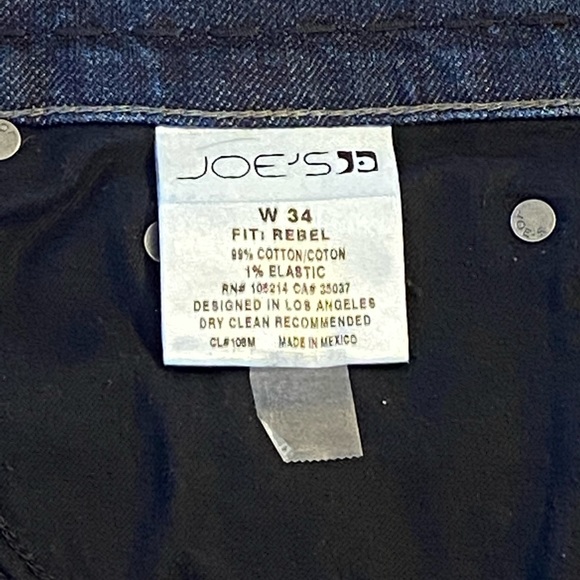 JOE'S
W 34
FIT: REBEL
99% COTTON/COTON
1% ELASTIC
RN# 106214 CA# 35037
DESIGNED IN LOS ANGELES
DRY CLEAN RECOMMENDED
CL#108M MADE IN MEXICO